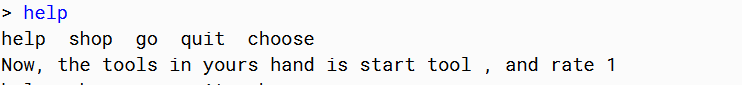 > help
help  shop  go  quit  choose
Now, the tools in yours hand is start tool , and rate 1